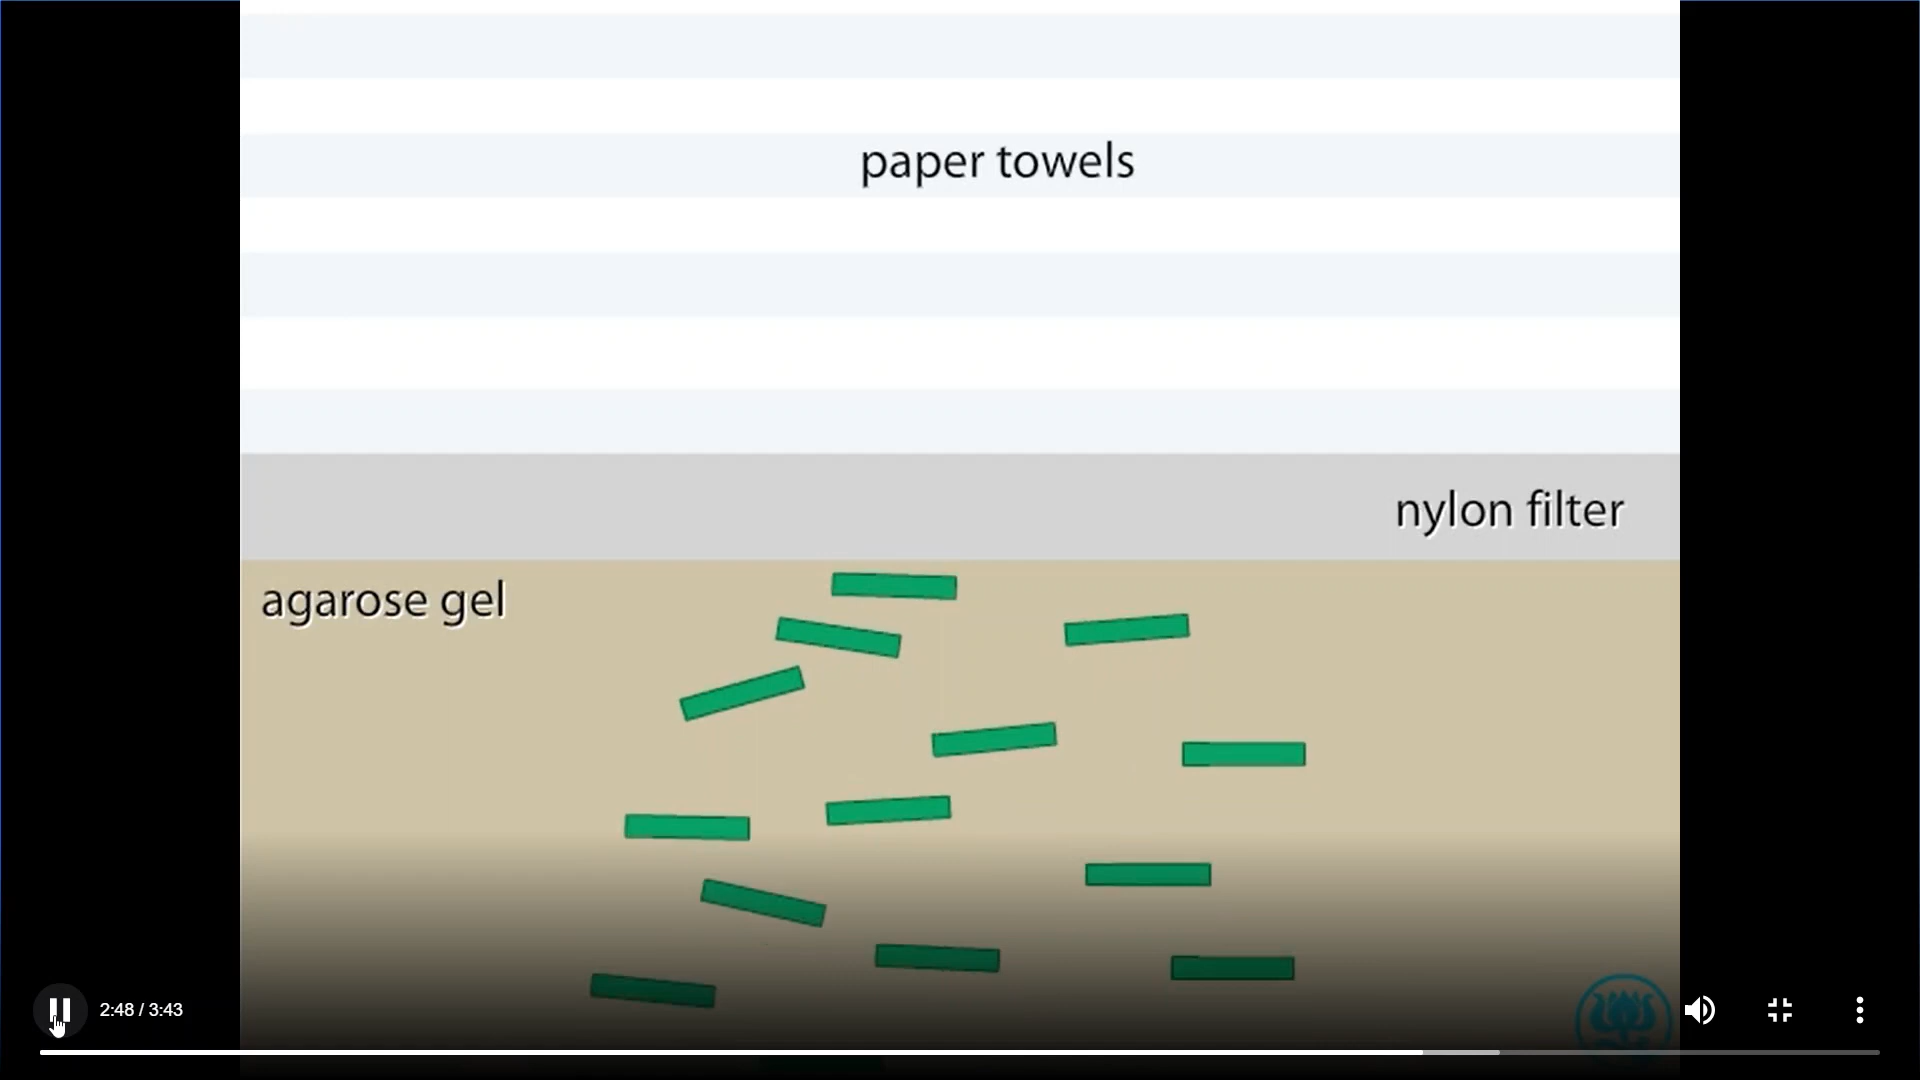 paper towels
nylon filter
agarose gel
2:48 / 3:43